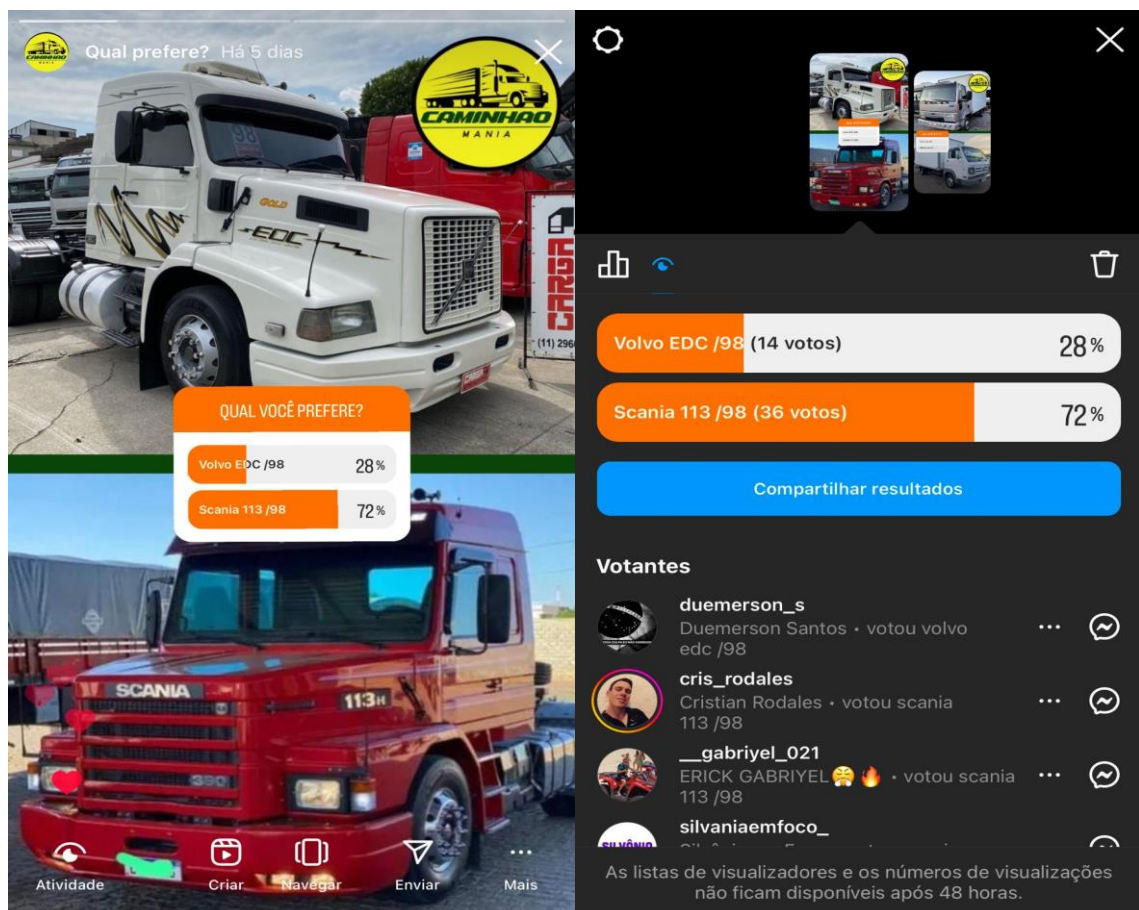 Qual prefere? Há 5 dias
CAMINHAO
MANIA
98
GOLD
EDC
CARGA
(11) 296
CARGA
QUAL VOCÊ PREFERE?
Volvo EDC /98 28%
Scania 113 /98 72%
SCANIA
113H
360
Atividade
Criar
Navegar
Enviar
Mais
Volvo EDC /98 (14 votos) 28%
Scania 113 /98 (36 votos) 72%
Compartilhar resultados
Votantes
duemerson_s
Duemerson Santos • votou volvo
edc /98
cris_rodales
Cristian Rodales • votou scania
113 /98
__gabriyel_021
ERICK GABRIYEL😤🔥 • votou scania
113 /98
silvaniaemfoco_
As listas de visualizadores e os números de visualizações
não ficam disponíveis após 48 horas.